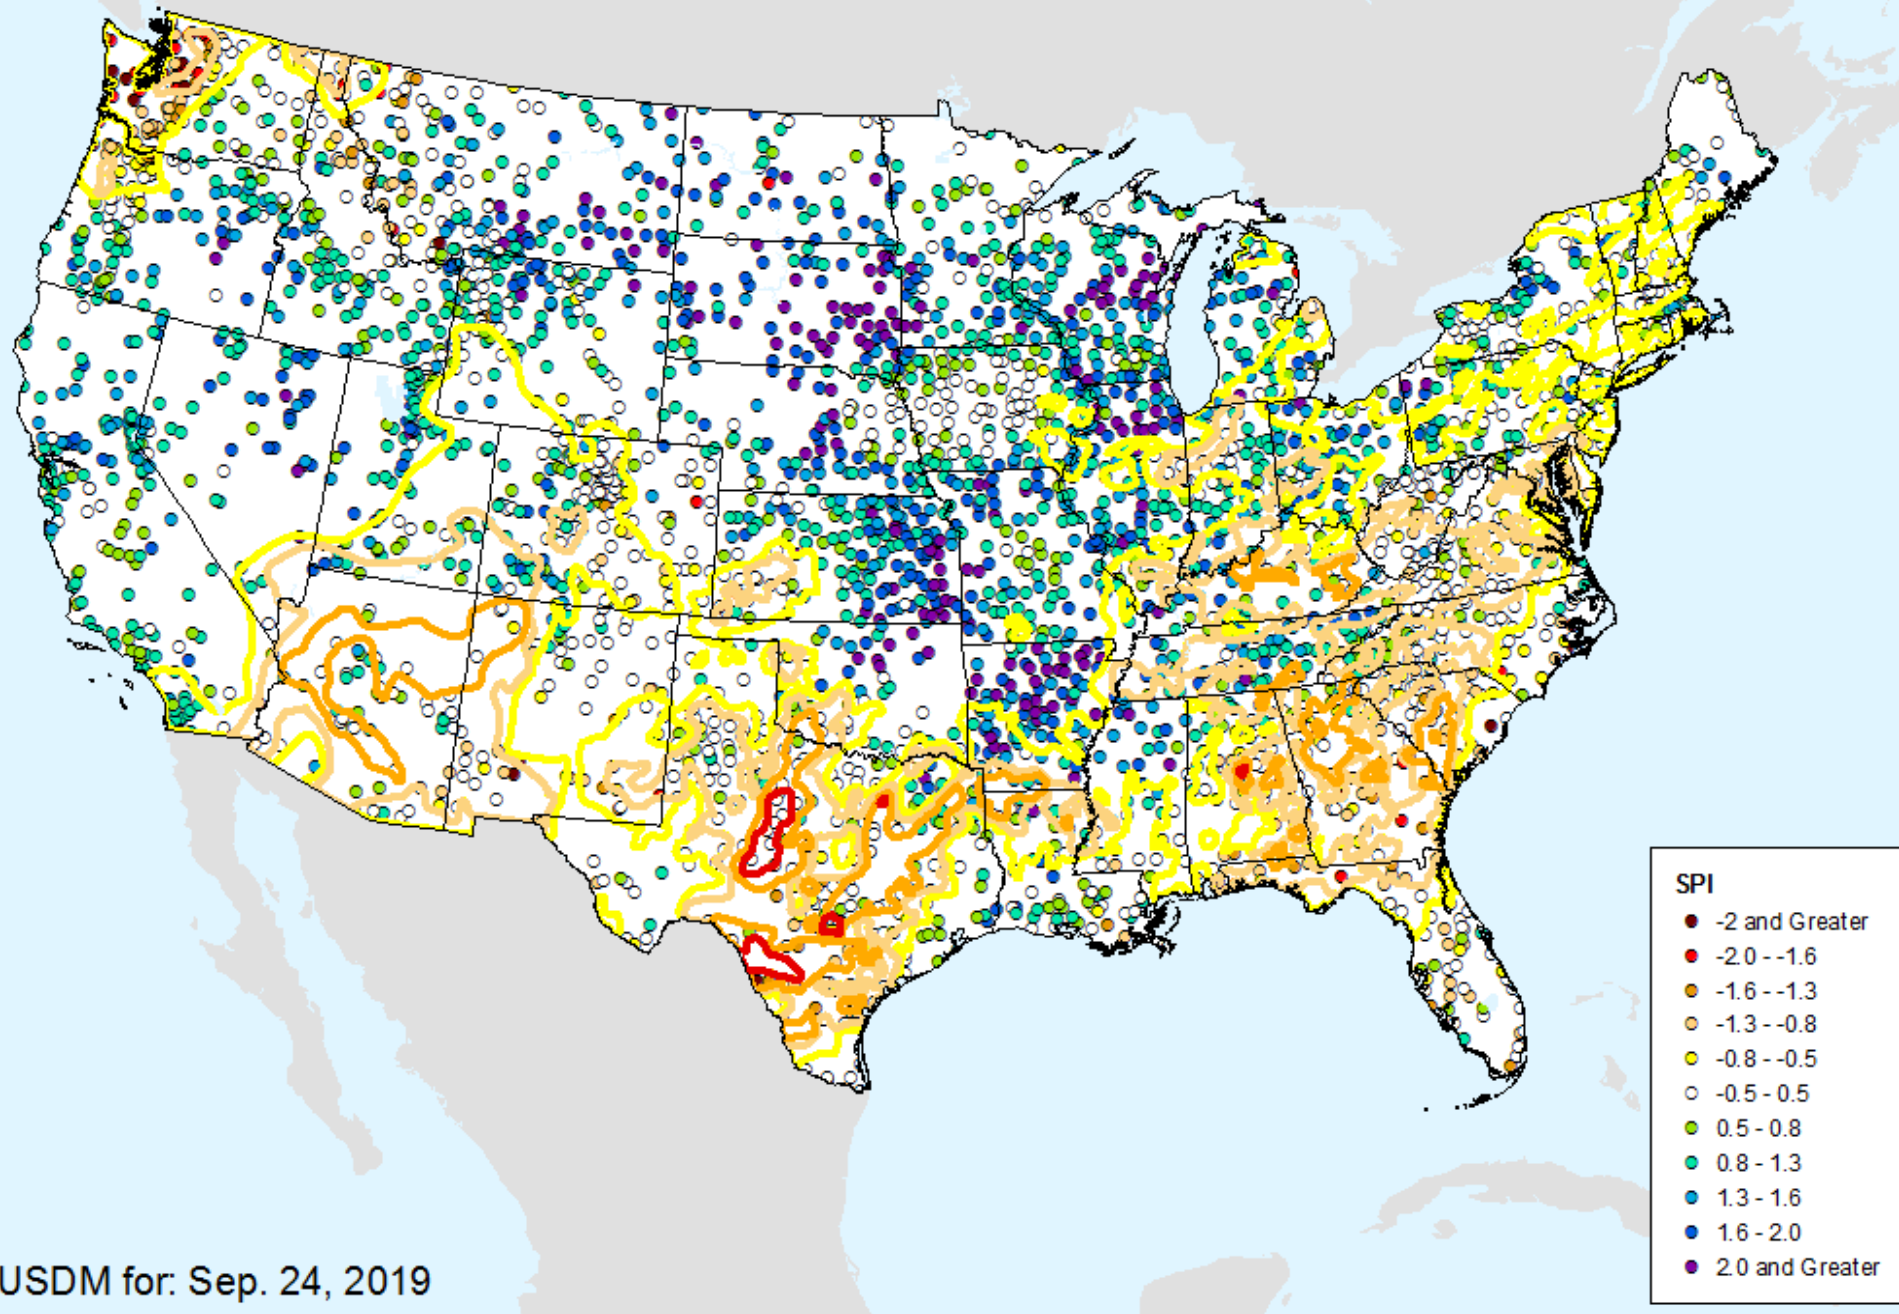 SPI
-2 and Greater
-2.0 - -1.6
-1.6 - -1.3
-1.3 - -0.8
-0.8 - -0.5
-0.5 - 0.5
0.5 - 0.8
0.8 - 1.3
1.3 - 1.6
1.6 - 2.0
2.0 and Greater
USDM for: Sep. 24, 2019